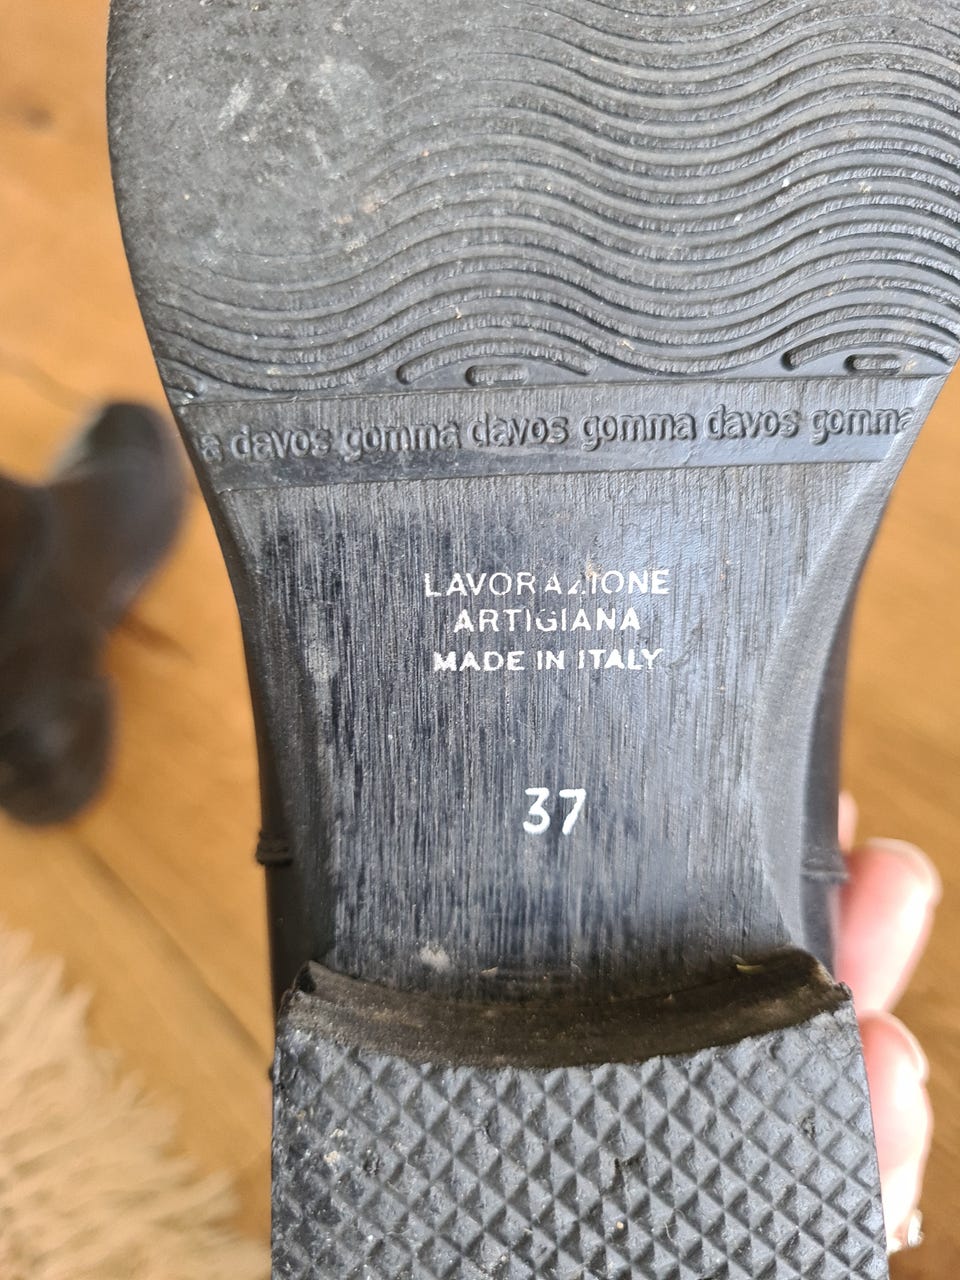 a davos gomma davos gomma davos gomma
LAVORAZIONE
ARTIGIANA
MADE IN ITALY
37